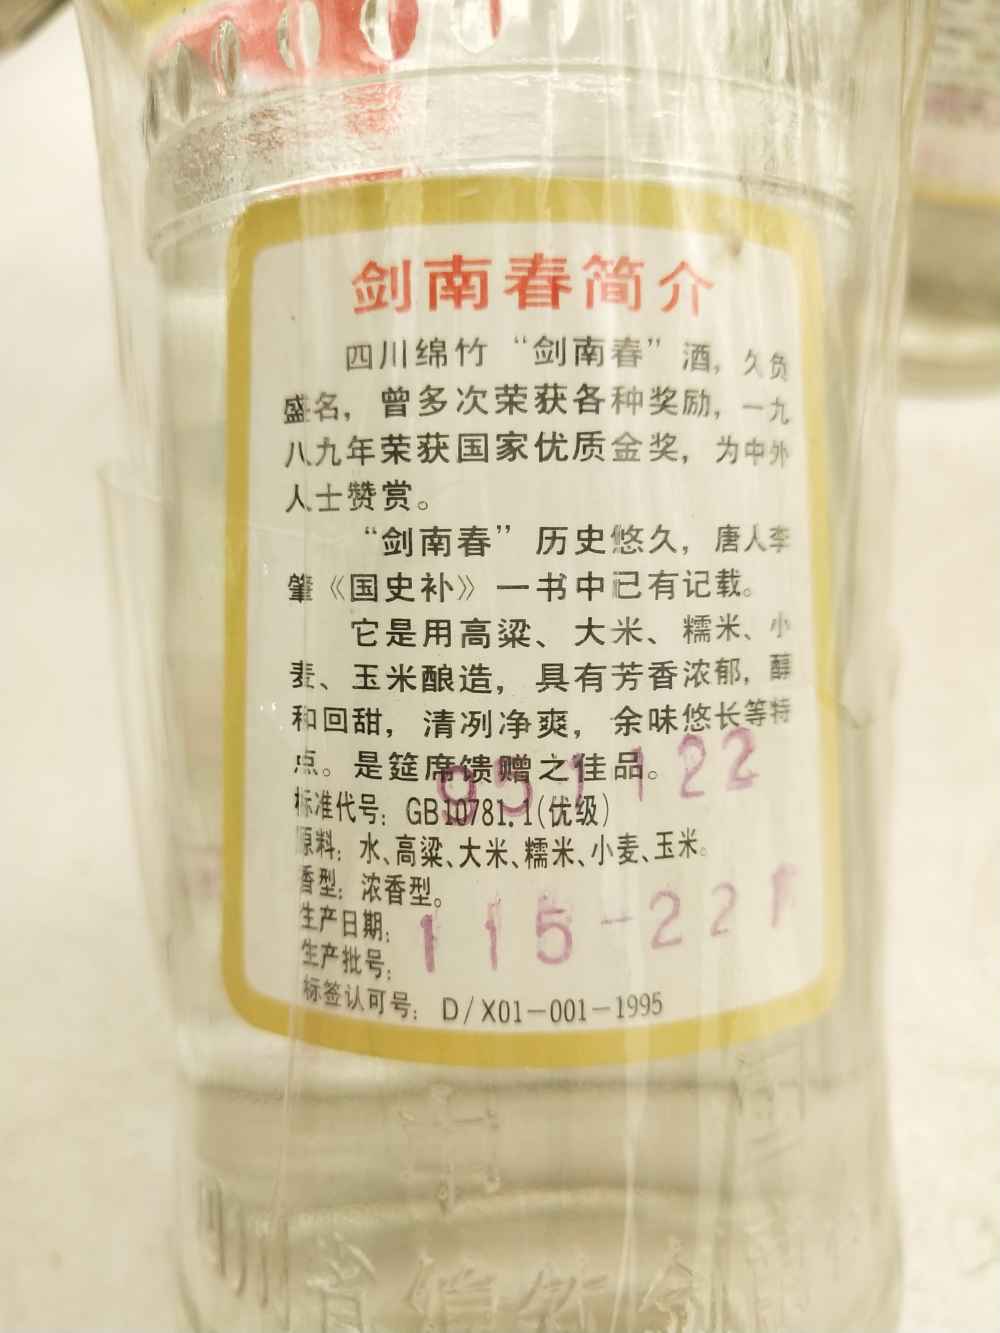 剑南春简介
四川绵竹“剑南春”酒，久负
盛名，曾多次荣获各种奖励，一九
八九年荣获国家优质金奖，为中外
人士赞赏。
“剑南春”历史悠久，唐人李
肇《国史补》一书中已有记载。
它是用高粱、大米、糯米、小
麦、玉米酿造，具有芳香浓郁，醇
和回甜，清冽净爽，余味悠长等特
点。是筵席馈赠之佳品。
951122
标准代号：GB10781.1(优级)
原料：水、高粱、大米、糯米、小麦、玉米。
香型：浓香型。
生产日期：
115-221
生产批号：
标签认可号：D/X01-001-1995